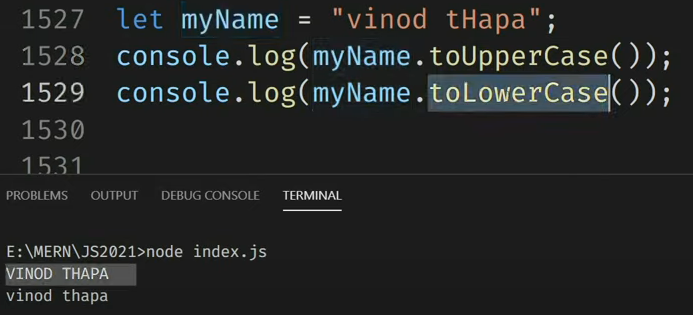 1527 let myName = "vinod tHapa";
1528 console.log(myName.toUpperCase());
1529 console.log(myName.toLowerCase());
1530
1531
PROBLEMS OUTPUT DEBUG CONSOLE TERMINAL
E:\MERN\JS2021>node index.js
VINOD THAPA
vinod thapa